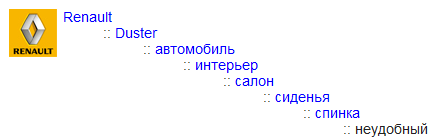 RENAULT
Renault
:: Duster
:: автомобиль
:: интерьер
:: салон
:: сиденья
:: спинка
:: неудобный